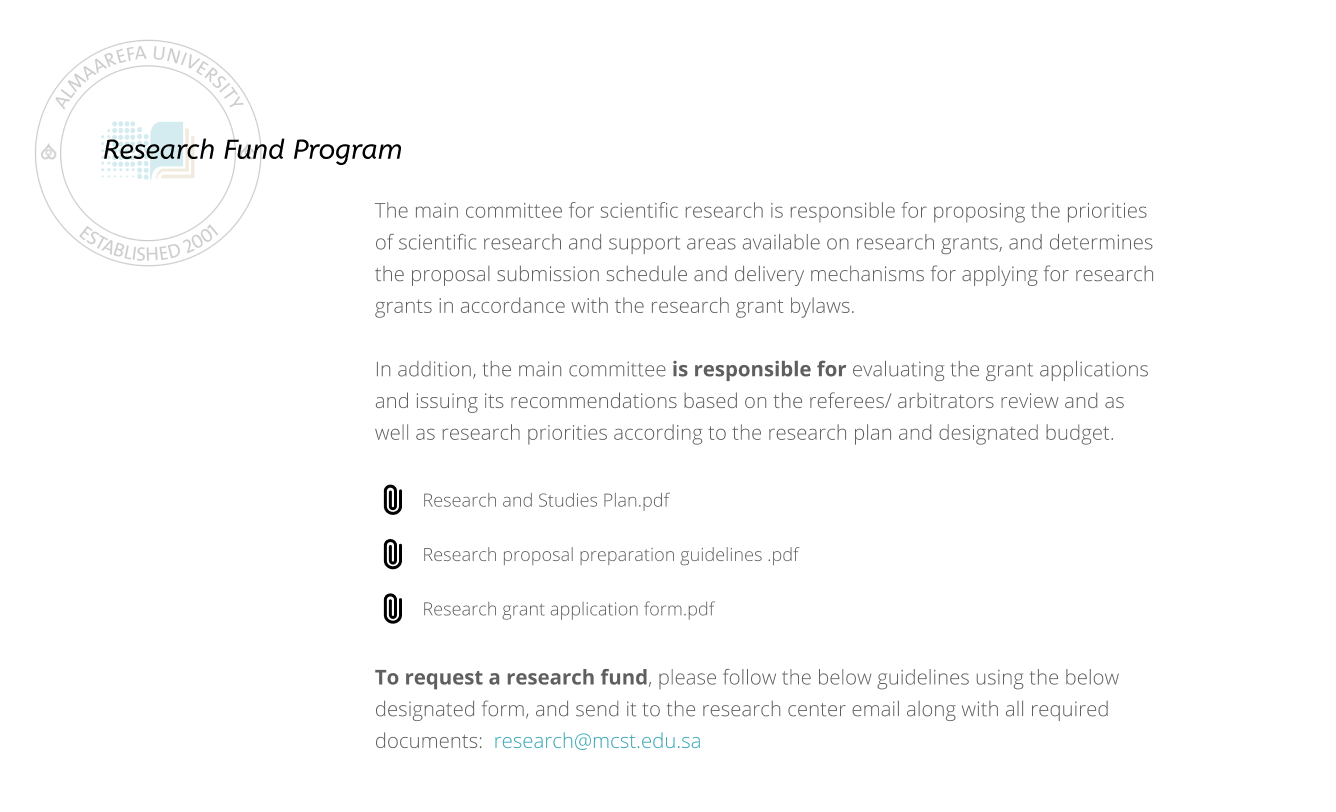 ALMAAREFA UNIVERSITY
ESTABLISHED 2001
Research Fund Program
The main committee for scientific research is responsible for proposing the priorities
of scientific research and support areas available on research grants, and determines
the proposal submission schedule and delivery mechanisms for applying for research
grants in accordance with the research grant bylaws.
In addition, the main committee is responsible for evaluating the grant applications
and issuing its recommendations based on the referees/ arbitrators review and as
well as research priorities according to the research plan and designated budget.
Research and Studies Plan.pdf
Research proposal preparation guidelines .pdf
Research grant application form.pdf
To request a research fund, please follow the below guidelines using the below
designated form, and send it to the research center email along with all required
documents:  research@mcst.edu.sa